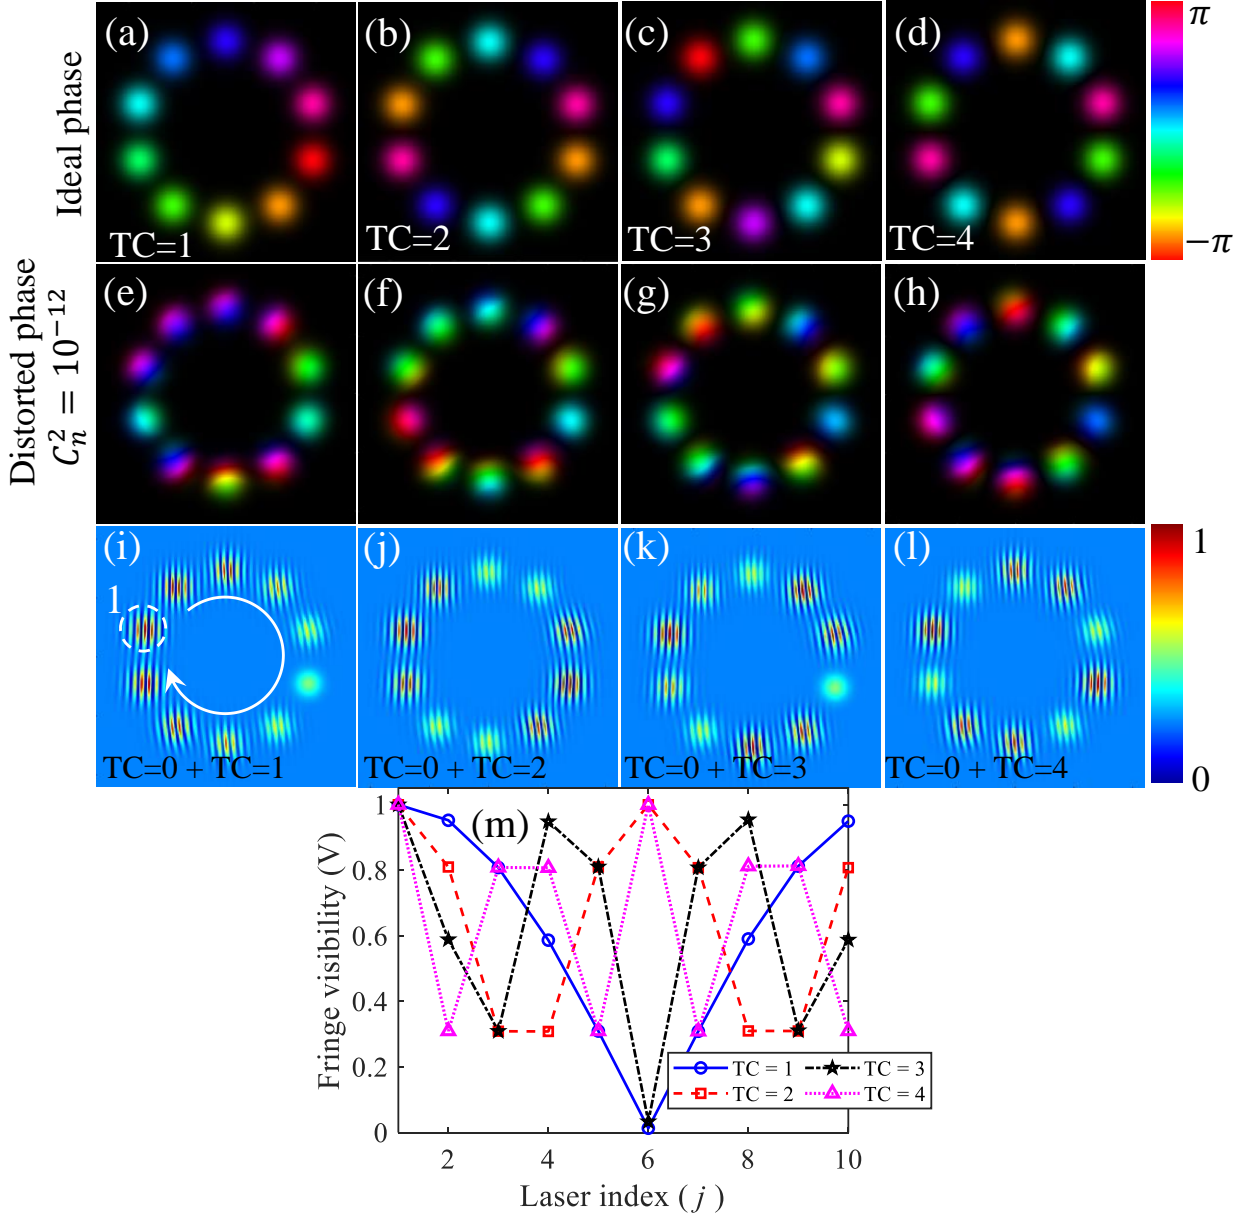 (a) (b) (c) (d) π
Ideal phase
TC=1 TC=2 TC=3 TC=4 −π
(e) (f) (g) (h)
Distorted phase
C_n^2 = 10^{−12}
(i) (j) (k) (l) 1
1
TC=0 + TC=1 TC=0 + TC=2 TC=0 + TC=3 TC=0 + TC=4 0
(m)
Fringe visibility (V)
1
0.8
0.6
0.4
0.2
0
TC = 1 TC = 3
TC = 2 TC = 4
2 4 6 8 10
Laser index ( j )